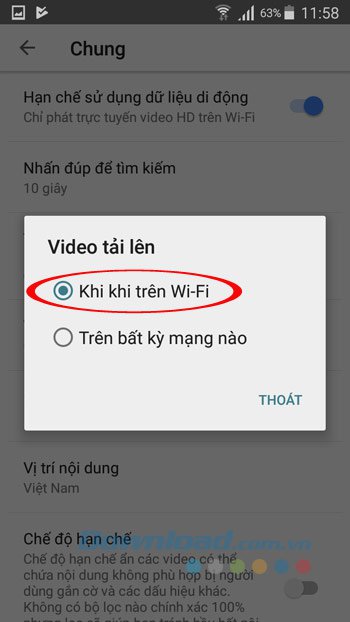 63% 11:58
Chung
Hạn chế sử dụng dữ liệu di động
Chỉ phát trực tuyến video HD trên Wi-Fi
Nhấn đúp để tìm kiếm
10 giây
Video tải lên
Khi khi trên Wi-Fi
Trên bất kỳ mạng nào
THOÁT
Vị trí nội dung
Việt Nam
Chế độ hạn chế
Download.com.vn
Chế độ hạn chế ẩn các video có thể
chứa nội dung không phù hợp bị người
dùng gắn cờ và các dấu hiệu khác.
Không có bộ lọc nào chính xác 100%